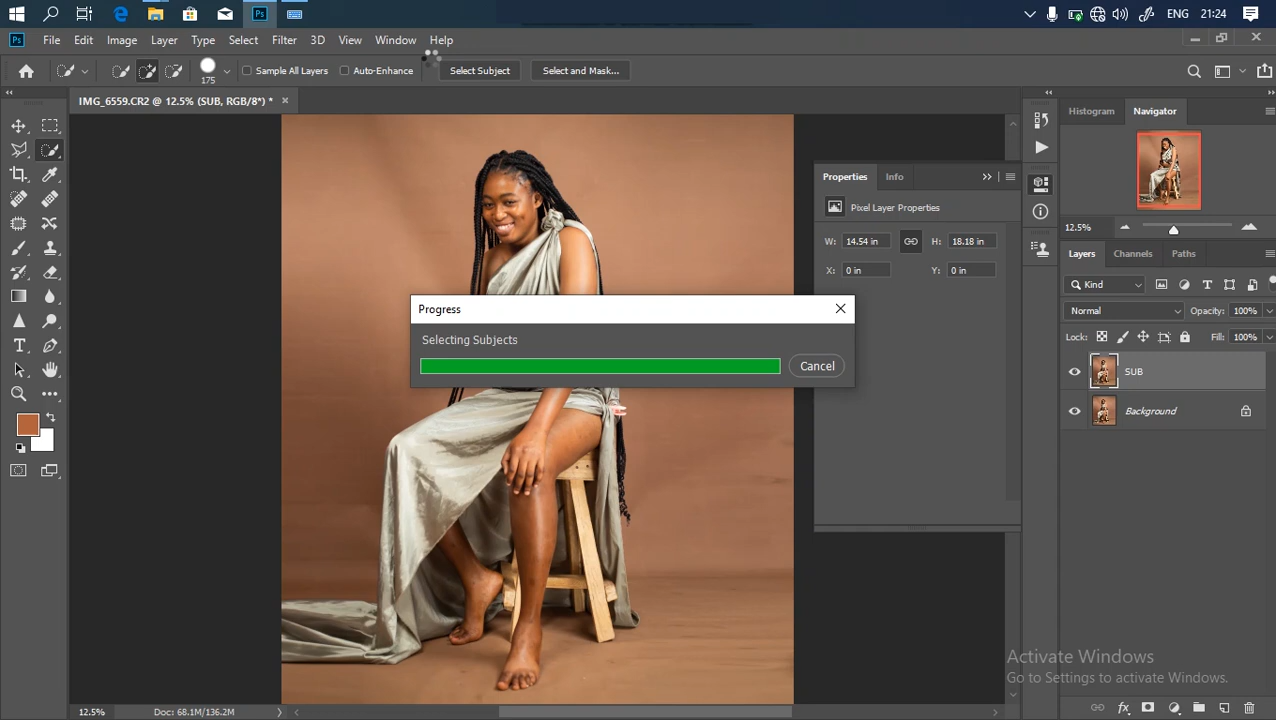 ENG 21:24
File Edit Image Layer Type Select Filter 3D View Window Help
175 Sample All Layers Auto-Enhance Select Subject Select and Mask...
IMG_6559.CR2 @ 12.5% (SUB, RGB/8*) * ×
Histogram Navigator
Properties Info
Pixel Layer Properties
W: 14.54 in H: 18.18 in
X: 0 in Y: 0 in
12.5%
Layers Channels Paths
Kind
Normal Opacity: 100%
Lock: Fill: 100%
SUB
Background
Progress
Selecting Subjects
Cancel
Activate Windows
Go to Settings to activate Windows.
12.5% Doc: 68.1M/136.2M